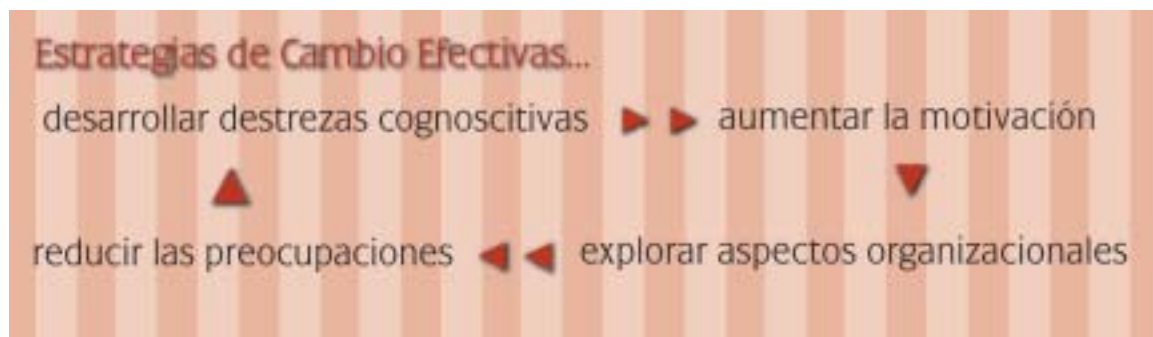 Estrategias de Cambio Efectivas...
desarrollar destrezas cognoscitivas
aumentar la motivación
reducir las preocupaciones
explorar aspectos organizacionales